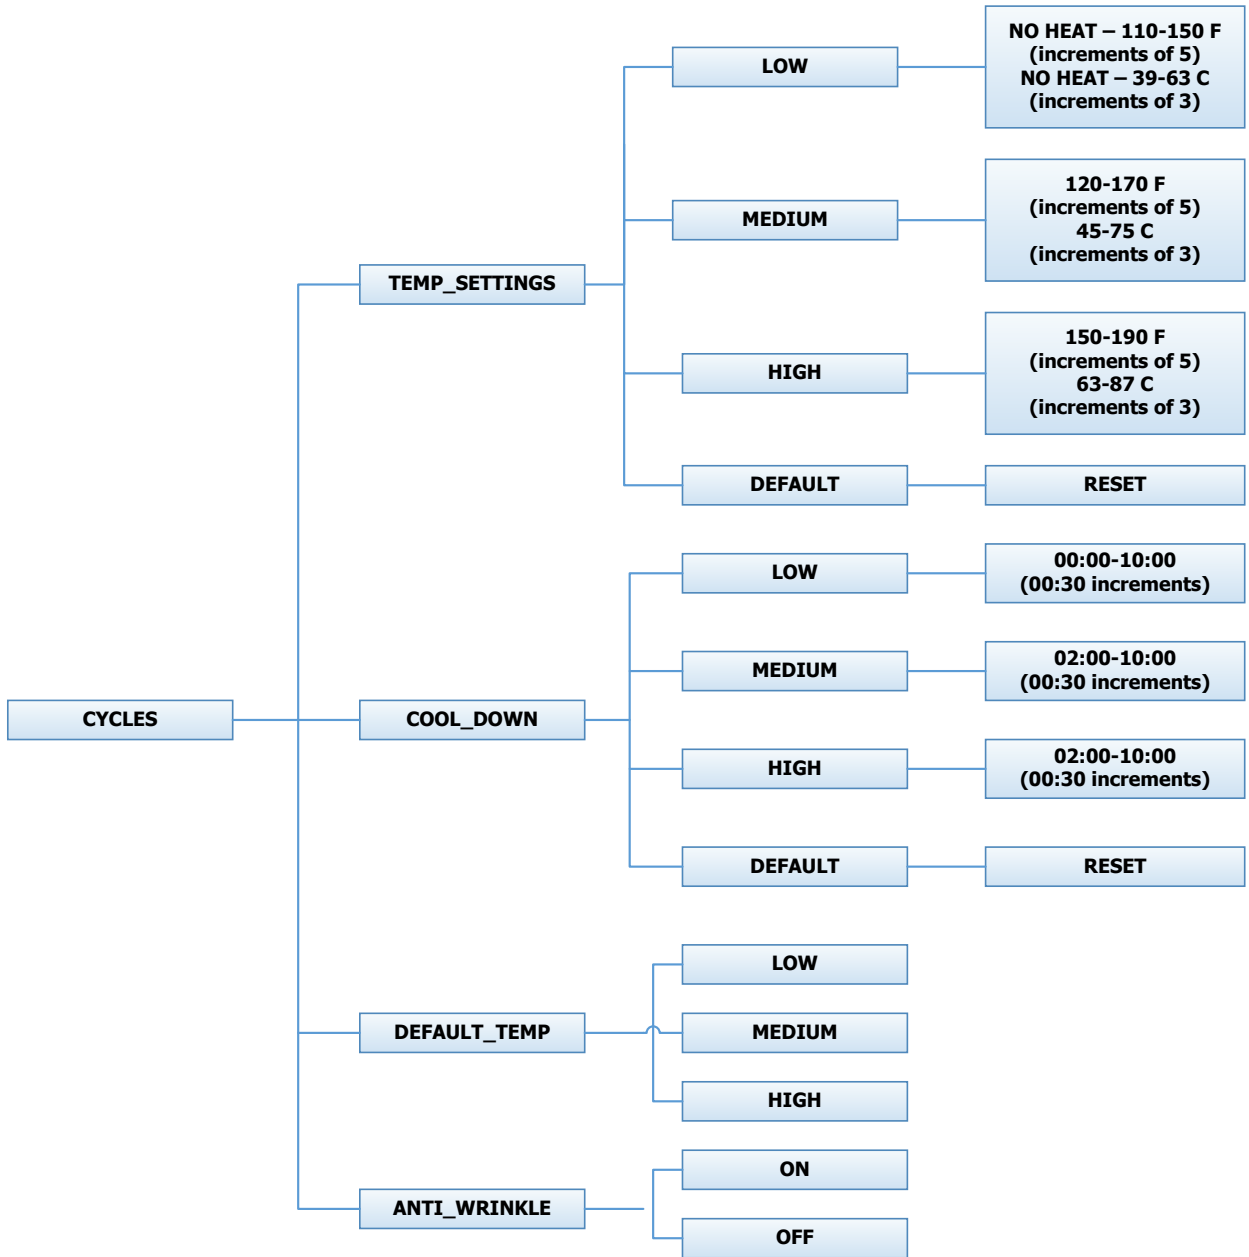 CYCLES
TEMP_SETTINGS
LOW
NO HEAT – 110-150 F
(increments of 5)
NO HEAT – 39-63 C
(increments of 3)
MEDIUM
120-170 F
(increments of 5)
45-75 C
(increments of 3)
HIGH
150-190 F
(increments of 5)
63-87 C
(increments of 3)
DEFAULT
RESET
COOL_DOWN
LOW
00:00-10:00
(00:30 increments)
MEDIUM
02:00-10:00
(00:30 increments)
HIGH
02:00-10:00
(00:30 increments)
DEFAULT
RESET
DEFAULT_TEMP
LOW
MEDIUM
HIGH
ANTI_WRINKLE
ON
OFF